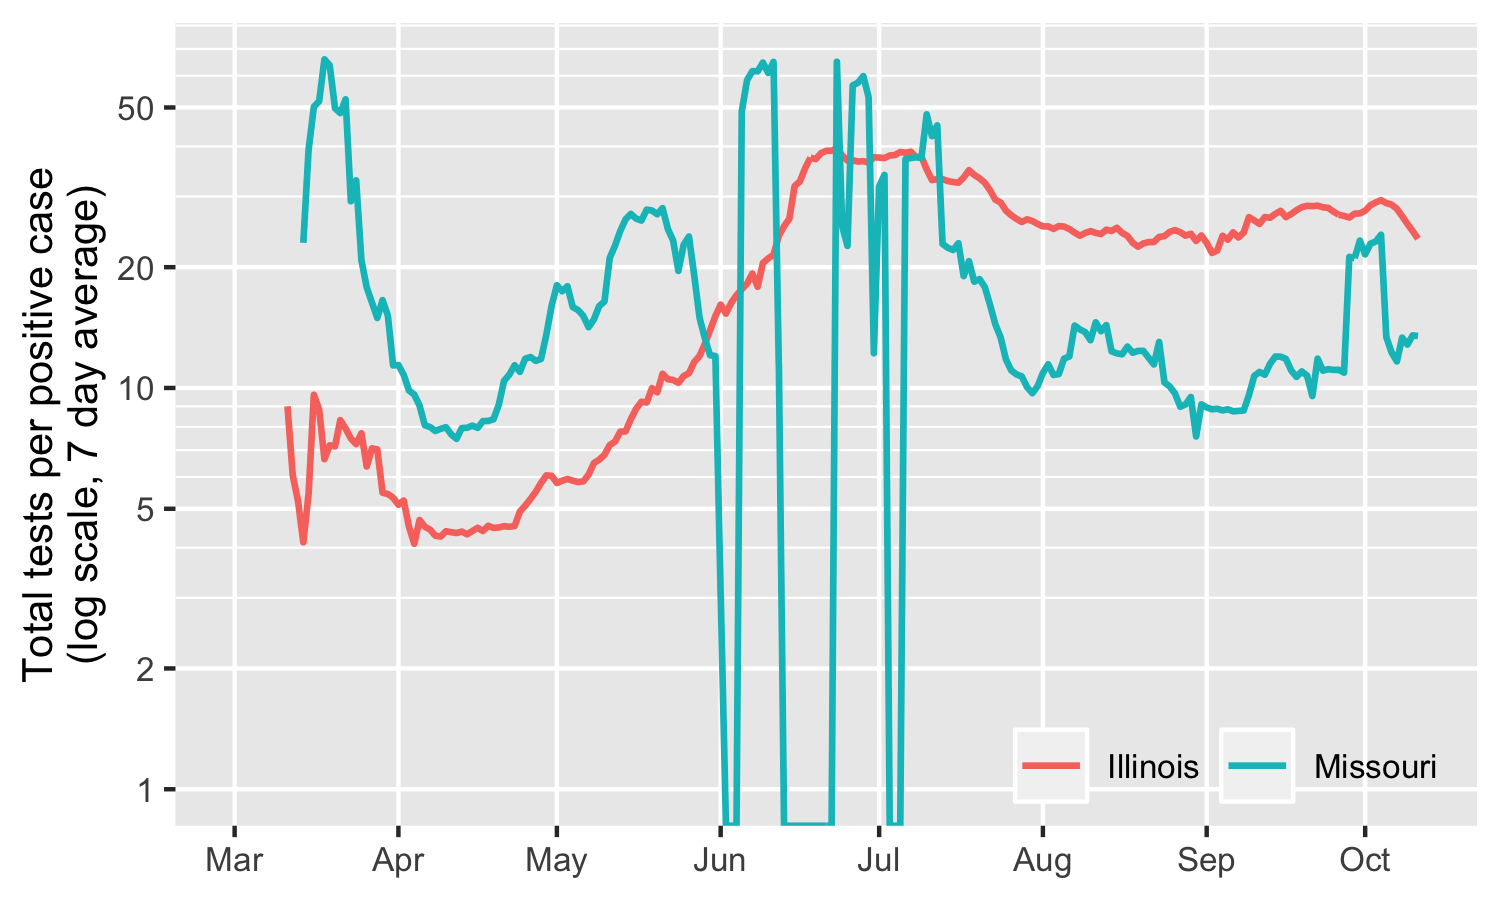 Total tests per positive case
(log scale, 7 day average)
50
20
10
5
2
1
Illinois Missouri
Mar Apr May Jun Jul Aug Sep Oct